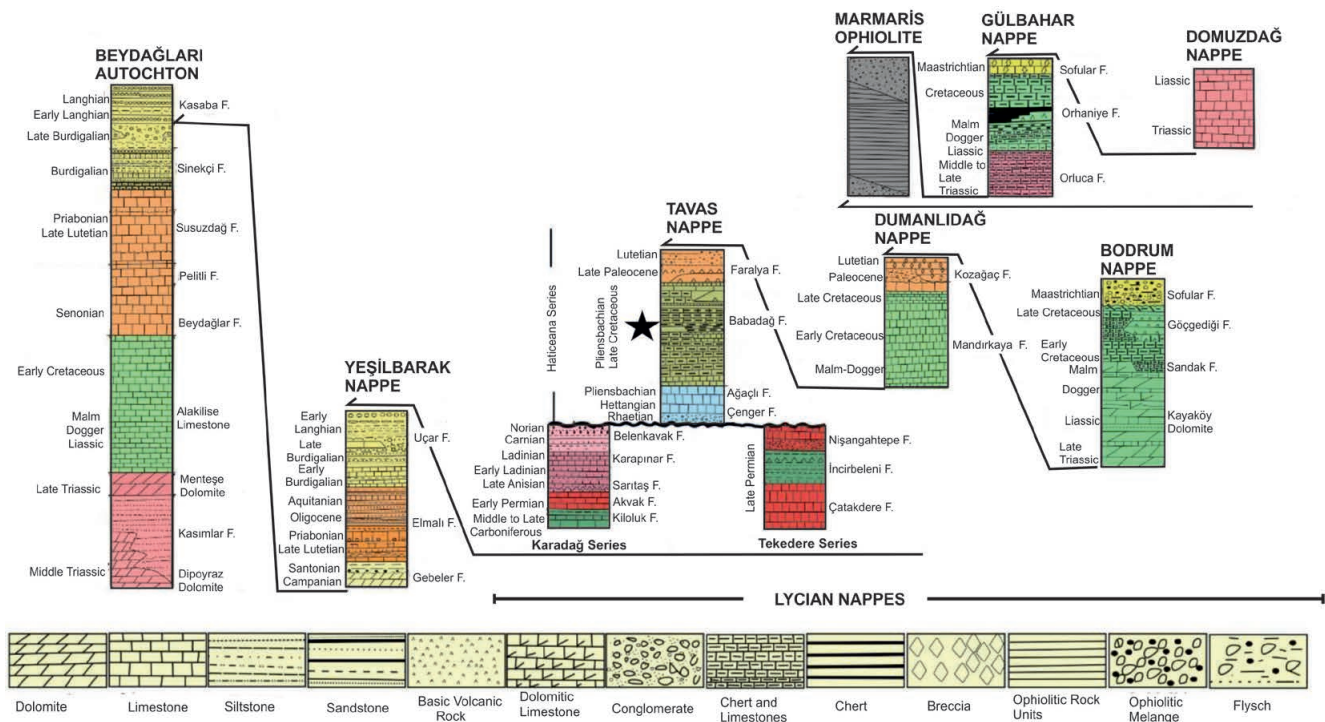 BEYDAĞLARI
AUTOCHTON
Langhian
Early Langhian
Late Burdigalian
Burdigalian
Priabonian
Late Lutetian
Senonian
Early Cretaceous
Malm
Dogger
Liassic
Late Triassic
Middle Triassic
Kasaba F.
Sinekçi F.
Susuzdağ F.
Pelitli F.
Beydağlar F.
Alakilise
Limestone
Menteşe
Dolomite
Kasımlar F.
Dipoyraz
Dolomite
YEŞİLBARAK
NAPPE
Early
Langhian
Late
Burdigalian
Early
Burdigalian
Aquitanian
Oligocene
Priabonian
Late Lutetian
Santonian
Campanian
Uçar F.
Elmalı F.
Gebeler F.
Haticeana Series
TAVAS
NAPPE
Lutetian
Late Paleocene
Pliensbachian
Late Cretaceous
Pliensbachian
Hettangian
Rhaetian
Faralya F.
Babadağ F.
Ağaçlı F.
Çenger F.
Norian
Carnian
Ladinian
Early Ladinian
Late Anisian
Early Permian
Middle to Late
Carboniferous
Belenkavak F.
Karapınar F.
Sarıtaş F.
Akvak F.
Kiloluk F.
Karadağ Series
Late Permian
Nişangahtepe F.
İncirbeleni F.
Çatakdere F.
Tekedere Series
MARMARİS
OPHIOLITE
GÜLBAHAR
NAPPE
Maastrichtian
Cretaceous
Malm
Dogger
Liassic
Middle to
Late
Triassic
Sofular F.
Orhaniye F.
Orluca F.
DOMUZDAĞ
NAPPE
Liassic
Triassic
DUMANLIDAĞ
NAPPE
Lutetian
Paleocene
Late Cretaceous
Early Cretaceous
Malm-Dogger
Kozağaç F.
Mandırkaya F.
BODRUM
NAPPE
Maastrichtian
Late Cretaceous
Early
Cretaceous
Malm
Dogger
Liassic
Late
Triassic
Sofular F.
Göçgediği F.
Sandak F.
Kayaköy
Dolomite
LYCIAN NAPPES
Dolomite
Limestone
Siltstone
Sandstone
Basic Volcanic
Rock
Dolomitic
Limestone
Conglomerate
Chert and
Limestones
Chert
Breccia
Ophiolitic Rock
Units
Ophiolitic
Melange
Flysch